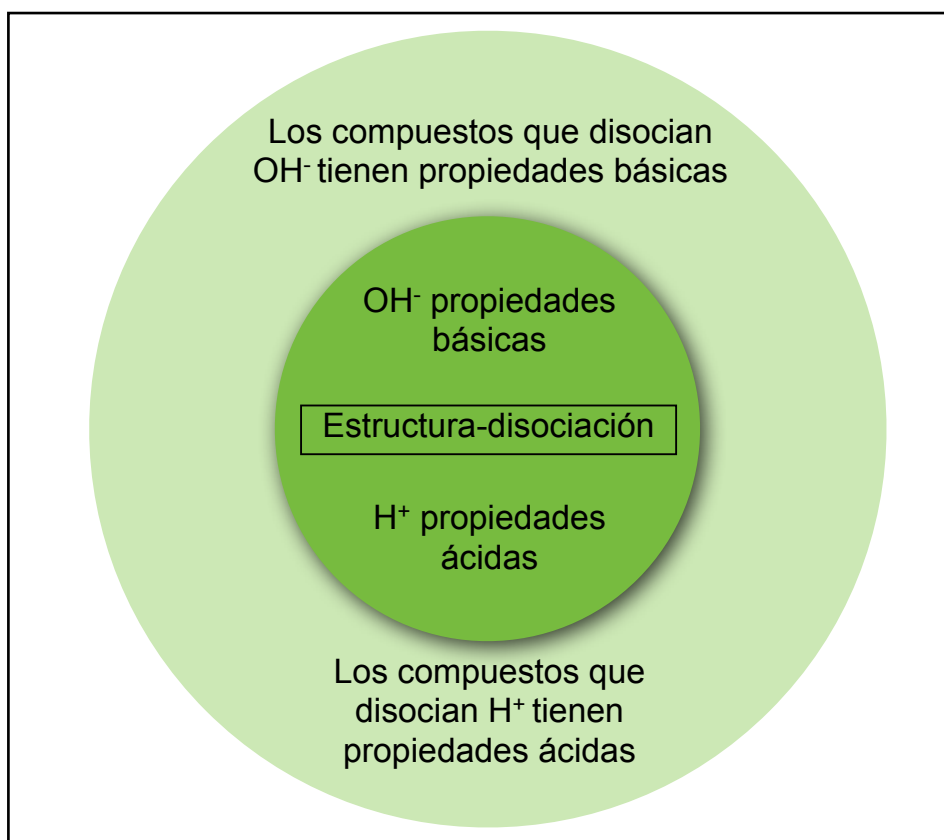 Los compuestos que disocian
OH⁻ tienen propiedades básicas
OH⁻ propiedades
básicas
Estructura-disociación
H⁺ propiedades
ácidas
Los compuestos que
disocian H⁺ tienen
propiedades ácidas